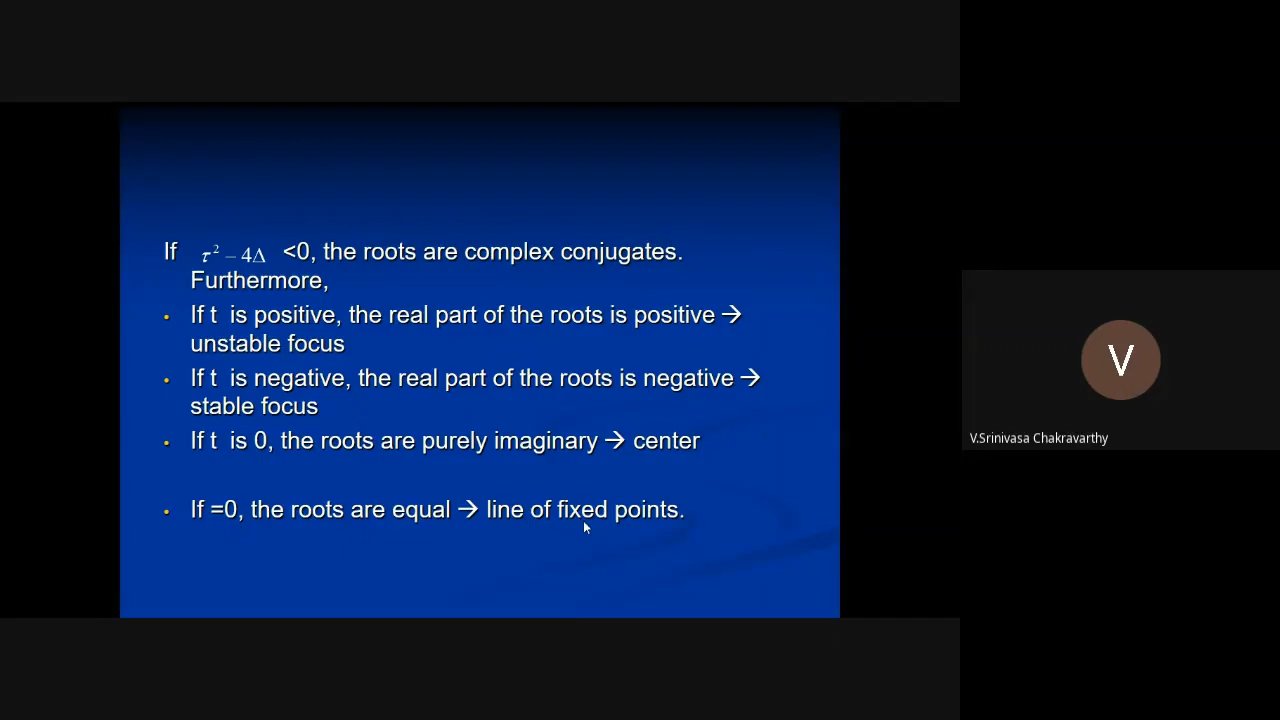 If τ² – 4Δ <0, the roots are complex conjugates.
Furthermore,
• If t is positive, the real part of the roots is positive →
unstable focus
• If t is negative, the real part of the roots is negative →
stable focus
• If t is 0, the roots are purely imaginary → center
• If =0, the roots are equal → line of fixed points.
V
V.Srinivasa Chakravarthy